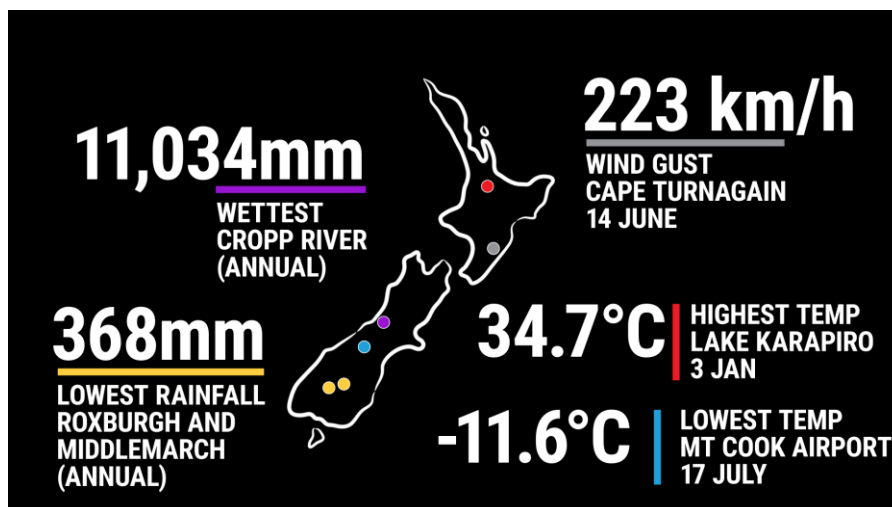 11,034mm
WETTEST
CROPP RIVER
(ANNUAL)
223 km/h
WIND GUST
CAPE TURNAGAIN
14 JUNE
368mm
LOWEST RAINFALL
ROXBURGH AND
MIDDLEMARCH
(ANNUAL)
34.7°C
HIGHEST TEMP
LAKE KARAPIRO
3 JAN
-11.6°C
LOWEST TEMP
MT COOK AIRPORT
17 JULY